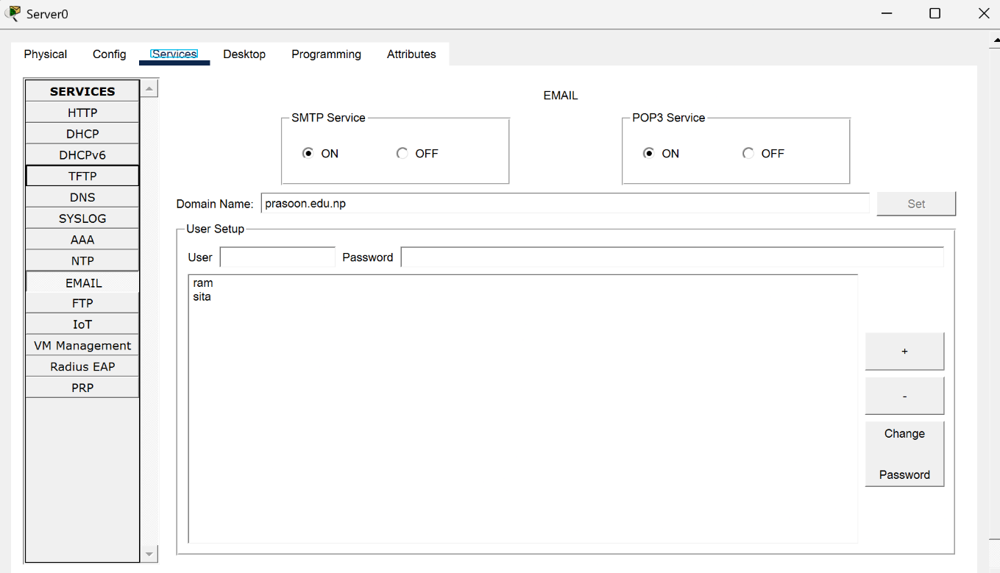 Server0
Physical Config Services Desktop Programming Attributes
SERVICES
HTTP
DHCP
DHCPv6
TFTP
DNS
SYSLOG
AAA
NTP
EMAIL
FTP
IoT
VM Management
Radius EAP
PRP
EMAIL
SMTP Service
ON OFF
POP3 Service
ON OFF
Domain Name: prasoon.edu.np Set
User Setup
User Password
ram
sita
+
-
Change
Password